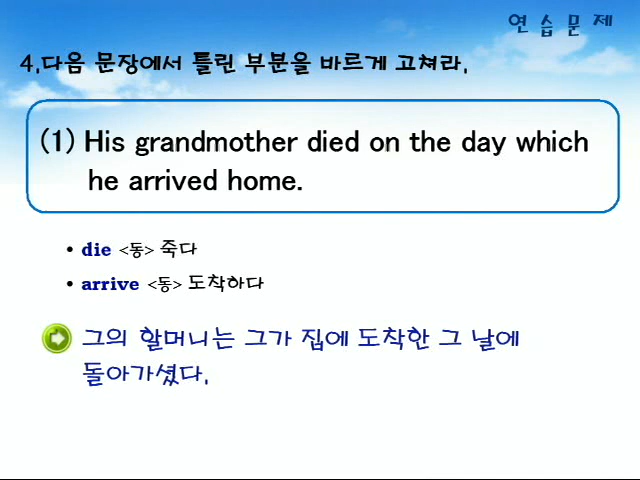 연습문제
4.다음 문장에서 틀린 부분을 바르게 고쳐라.
(1) His grandmother died on the day which
he arrived home.
• die <동> 죽다
• arrive <동> 도착하다
그의 할머니는 그가 집에 도착한 그 날에
돌아가셨다.